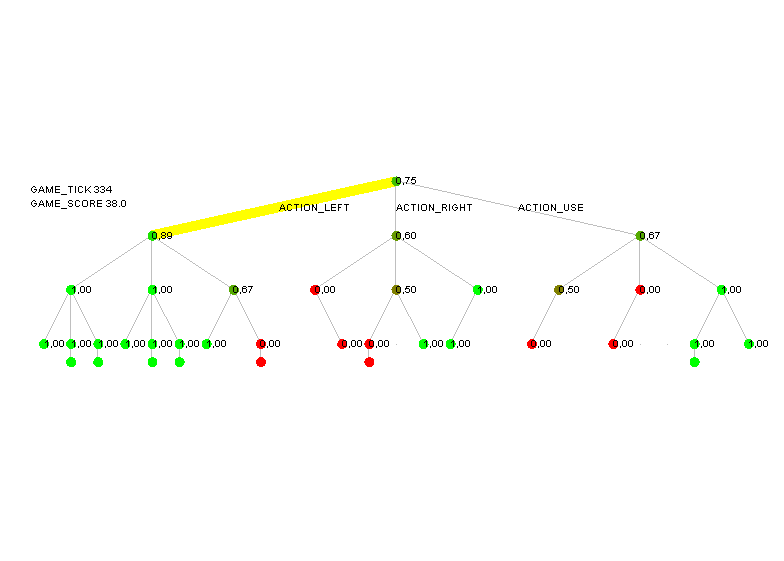 0,75
GAME_TICK 334
GAME_SCORE 38.0
ACTION_LEFT ACTION_RIGHT ACTION_USE
0,89 0,60 0,67
1,00 1,00 0,67 0,00 0,50 1,00 0,50 0,00 1,00
1,00 1,00 1,00 1,00 1,00 1,00 1,00 0,00 0,00 0,00 1,00 1,00 0,00 0,00 1,00 1,00